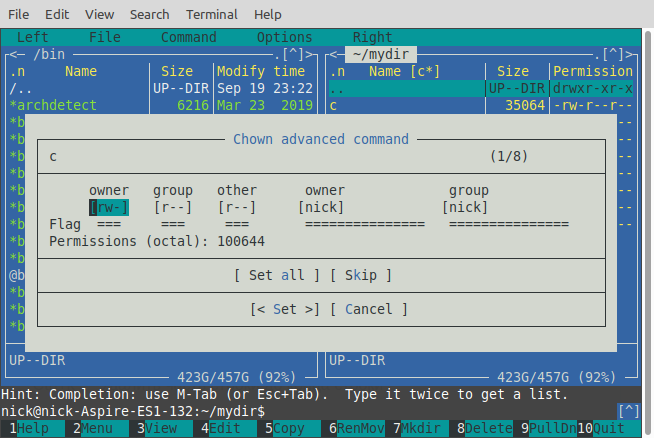 File Edit View Search Terminal Help
Left File Command Options Right
<— /bin .[^]> <— ~/mydir .[^]>
.n Name Size Modify time .n Name [c*] Size Permission
/.. UP--DIR Sep 19 23:22 .. UP--DIR drwxr-xr-x
*archdetect 6216 Mar 23 2019 c 35064 -rw-r--r--
*b --
Chown advanced command
*b --
c (1/8)
*b --
*b --
owner group other owner group
*b --
[rw-] [r--] [r--] [nick] [nick]
*b --
Flag === === === =============== ===============
*b --
Permissions (octal): 100644
*b
*b
@b
[ Set all ] [ Skip ]
*b
*b
[< Set >] [ Cancel ]
UP--DIR UP--DIR
423G/457G (92%) 423G/457G (92%)
Hint: Completion: use M-Tab (or Esc+Tab). Type it twice to get a list.
nick@nick-Aspire-ES1-132:~/mydir$ [^]
1Help 2Menu 3View 4Edit 5Copy 6RenMov 7Mkdir 8Delete 9PullDn 10Quit